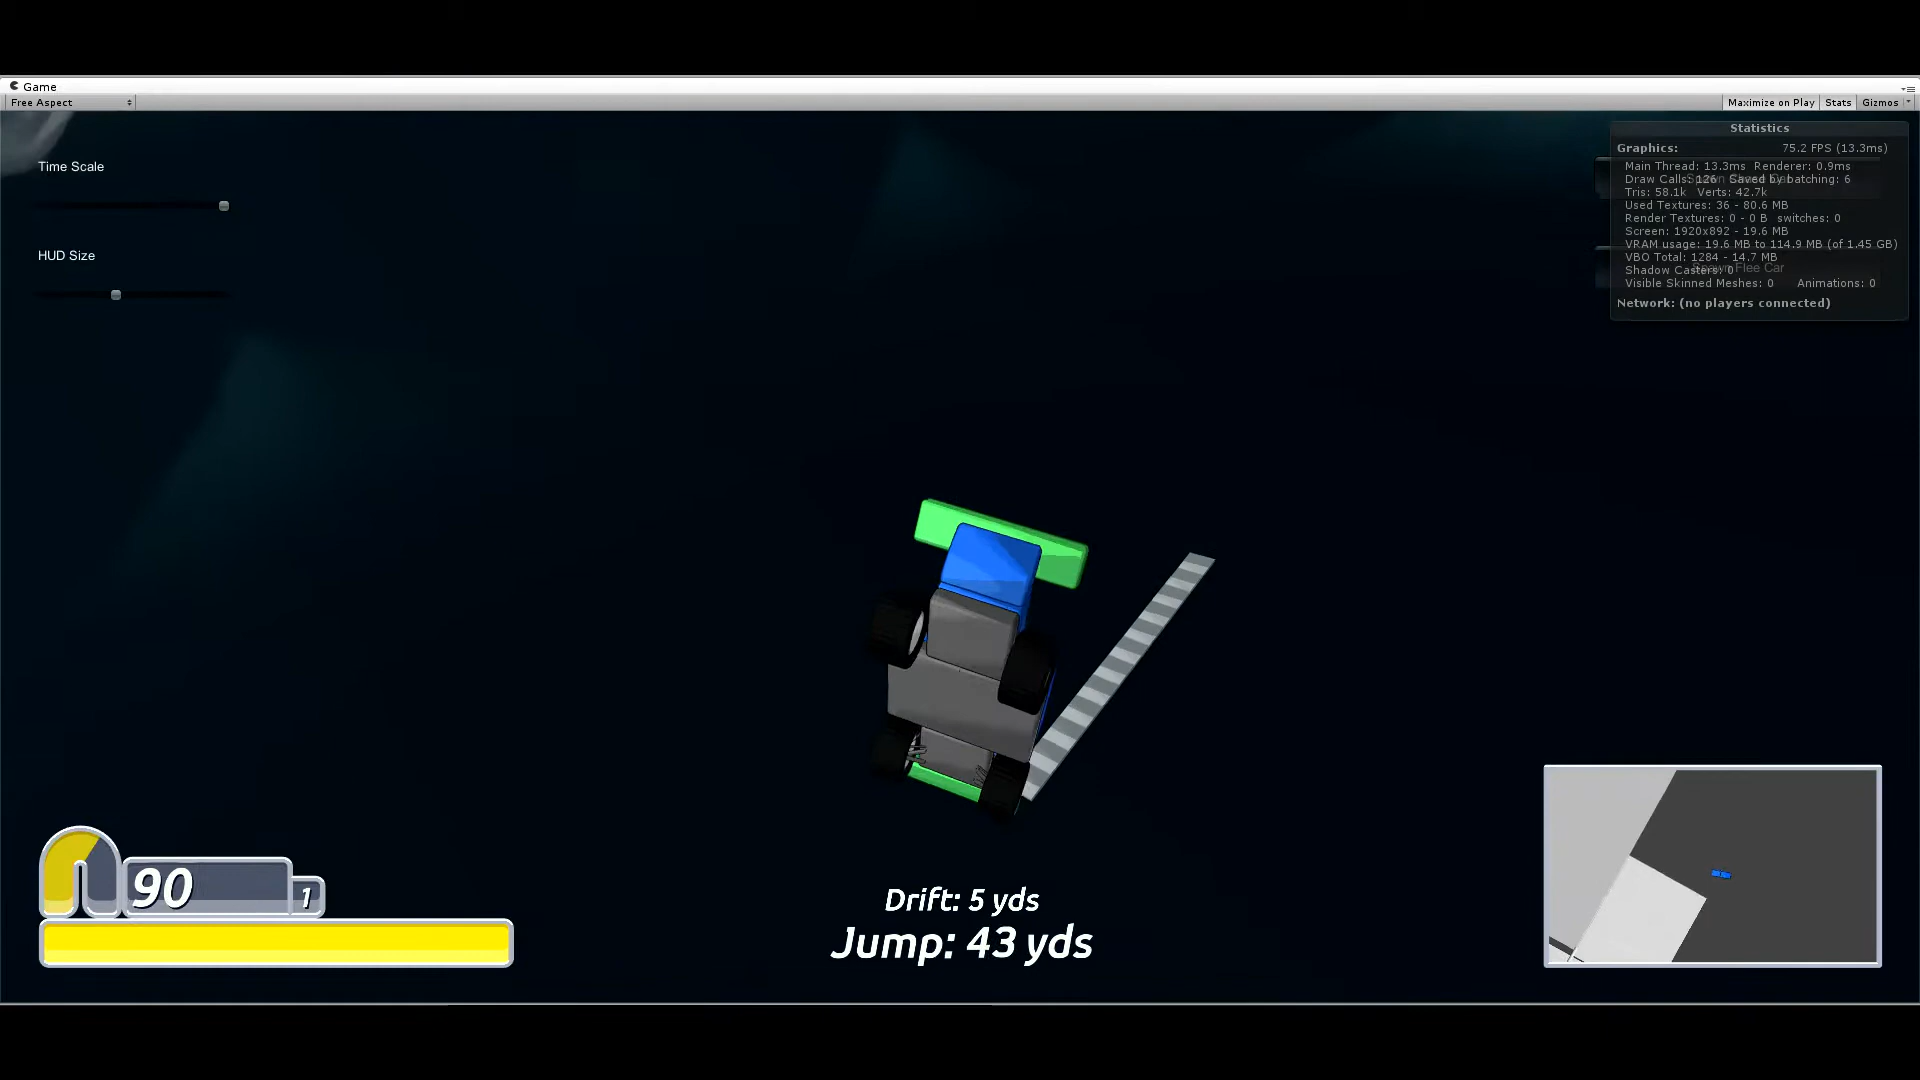 Game
Free Aspect
Maximize on Play Stats Gizmos
Time Scale
HUD Size
Statistics
Graphics: 75.2 FPS (13.3ms)
Main Thread: 13.3ms Renderer: 0.9ms
Draw Calls: 126 Saved by batching: 6
Tris: 58.1k Verts: 42.7k
Used Textures: 36 - 80.6 MB
Render Textures: 0 - 0 B switches: 0
Screen: 1920x892 - 19.6 MB
VRAM usage: 19.6 MB to 114.9 MB (of 1.45 GB)
VBO Total: 1284 - 14.7 MB
Shadow Casters: 0
Spawn Flee Car
Visible Skinned Meshes: 0 Animations: 0
Network: (no players connected)
90
1
Drift: 5 yds
Jump: 43 yds